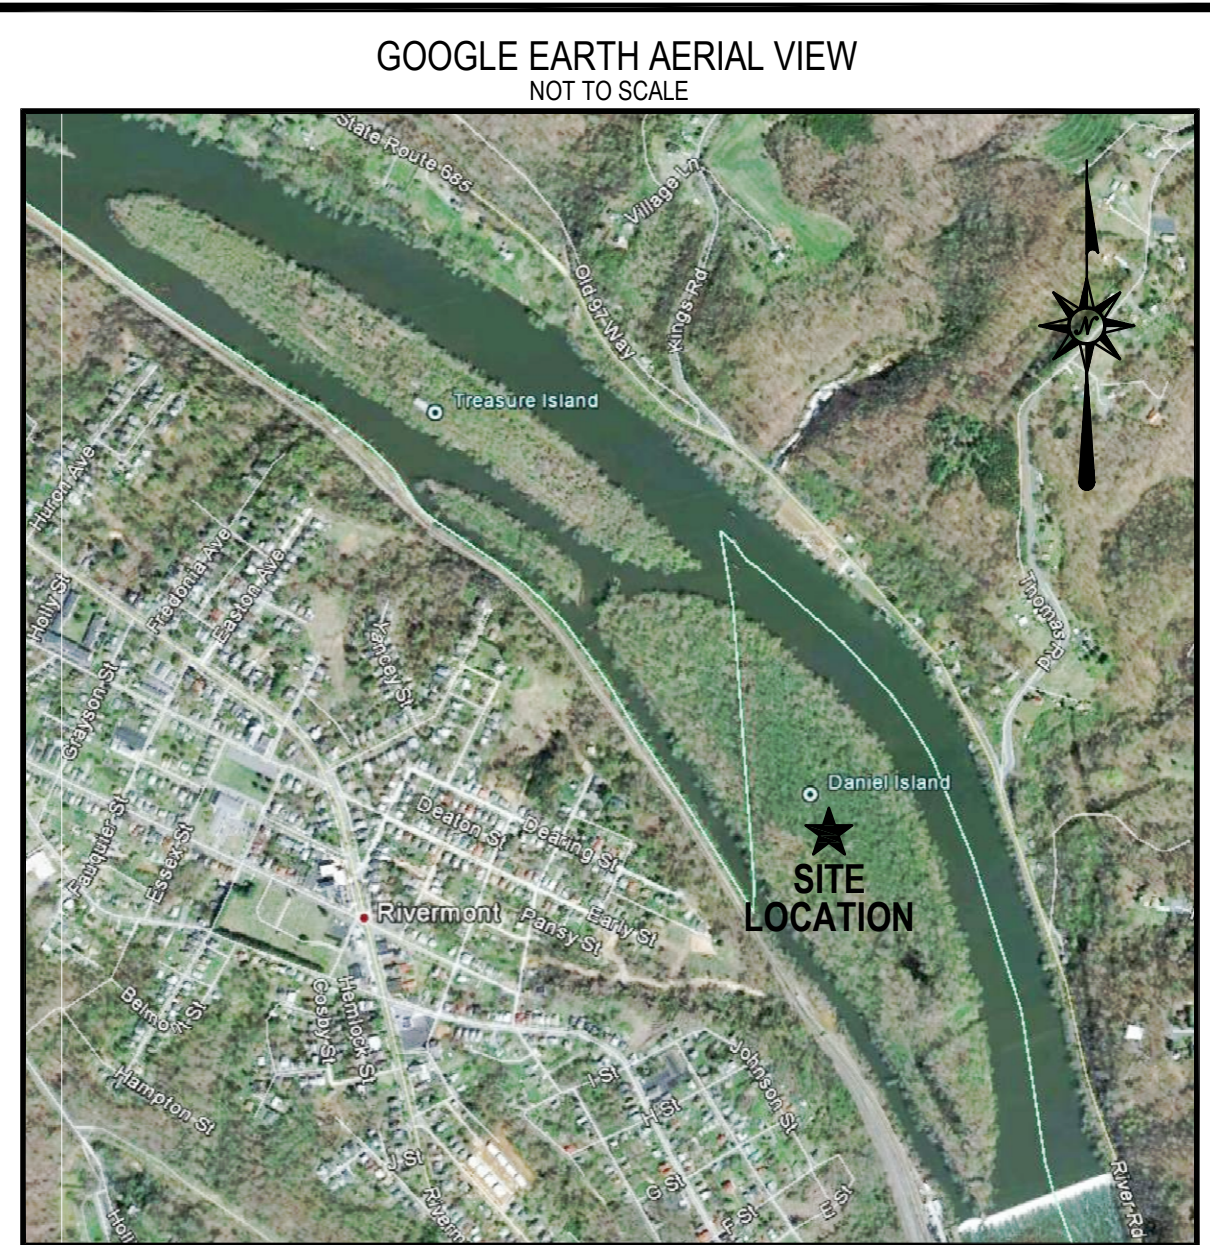 GOOGLE EARTH AERIAL VIEW
NOT TO SCALE
State Route 685
Village Ln
Old 97 Way
Kings Rd
N
Treasure Island
Huron Ave
Holly St
Fredonia Ave
Easton Ave
Yancey St
Thomas Rd
Grayson St
Daniel Island
Fauquier St
Essex St
Deaton St
Dearing St
SITE
LOCATION
Rivermont
Pansy St
Early St
Belmont St
Cosby St
Hemlock St
Hampton St
Johnson St
I St
H St
J St
G St
F St
E St
River Rd